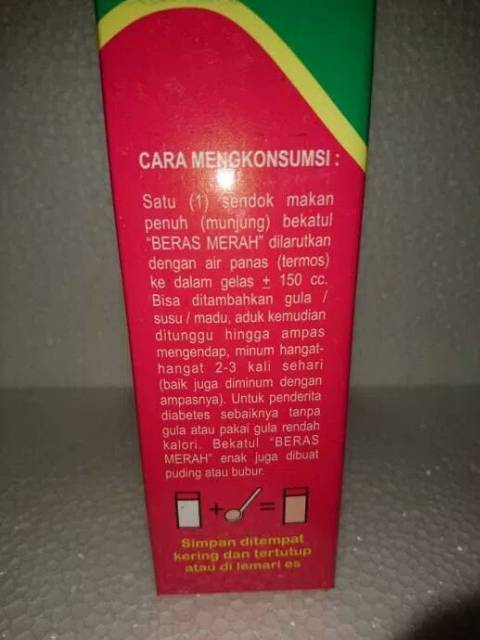 CARA MENGKONSUMSI :
Satu (1) sendok makan
penuh (munjung) bekatul
"BERAS MERAH" dilarutkan
dengan air panas (termos)
ke dalam gelas ± 150 cc.
Bisa ditambahkan gula /
susu / madu, aduk kemudian
ditunggu hingga ampas
mengendap, minum hangat-
hangat 2-3 kali sehari
(baik juga diminum dengan
ampasnya). Untuk penderita
diabetes sebaiknya tanpa
gula atau pakai gula rendah
kalori. Bekatul "BERAS
MERAH" enak juga dibuat
puding atau bubur.
+ =
Simpan ditempat
kering dan tertutup
atau di lemari es